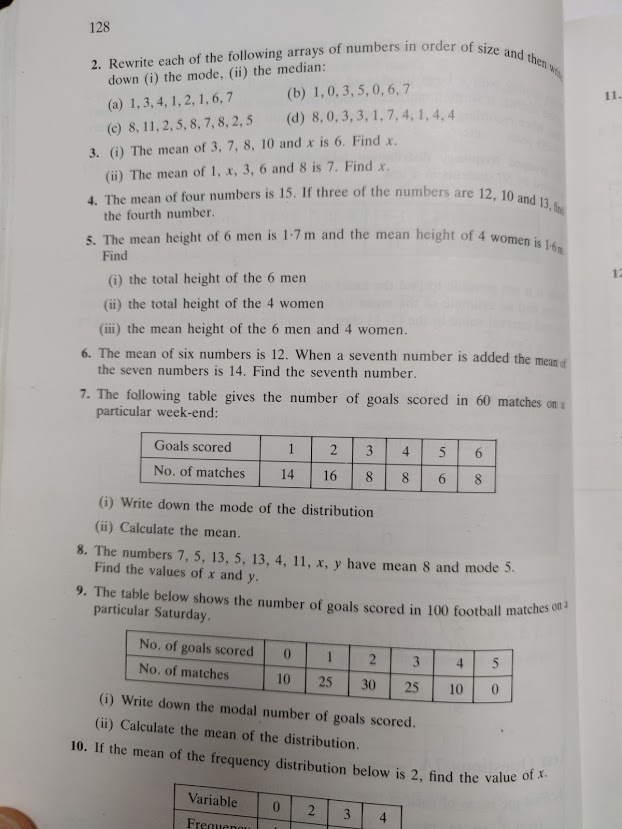 128
2. Rewrite each of the following arrays of numbers in order of size and then
down (i) the mode, (ii) the median:
(a) 1, 3, 4, 1, 2, 1, 6, 7 (b) 1, 0, 3, 5, 0, 6, 7
(c) 8, 11, 2, 5, 8, 7, 8, 2, 5 (d) 8, 0, 3, 3, 1, 7, 4, 1, 4, 4
3. (i) The mean of 3, 7, 8, 10 and x is 6. Find x.
(ii) The mean of 1, x, 3, 6 and 8 is 7. Find x.
4. The mean of four numbers is 15. If three of the numbers are 12, 10 and 13, find
the fourth number.
5. The mean height of 6 men is 1·7 m and the mean height of 4 women is 1·6 m.
Find
(i) the total height of the 6 men
(ii) the total height of the 4 women
(iii) the mean height of the 6 men and 4 women.
6. The mean of six numbers is 12. When a seventh number is added the mean of
the seven numbers is 14. Find the seventh number.
7. The following table gives the number of goals scored in 60 matches on a
particular week-end:
Goals scored 1 2 3 4 5 6
No. of matches 14 16 8 8 6 8
(i) Write down the mode of the distribution
(ii) Calculate the mean.
8. The numbers 7, 5, 13, 5, 13, 4, 11, x, y have mean 8 and mode 5.
Find the values of x and y.
9. The table below shows the number of goals scored in 100 football matches on a
particular Saturday.
No. of goals scored 0 1 2 3 4 5
No. of matches 10 25 30 25 10 0
(i) Write down the modal number of goals scored.
(ii) Calculate the mean of the distribution.
10. If the mean of the frequency distribution below is 2, find the value of x.
Variable 0 2 3 4
11.